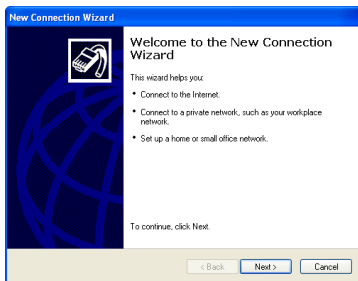 New Connection Wizard
Welcome to the New Connection
Wizard
This wizard helps you:
• Connect to the Internet.
• Connect to a private network, such as your workplace
network.
• Set up a home or small office network.
To continue, click Next.
< Back
Next >
Cancel